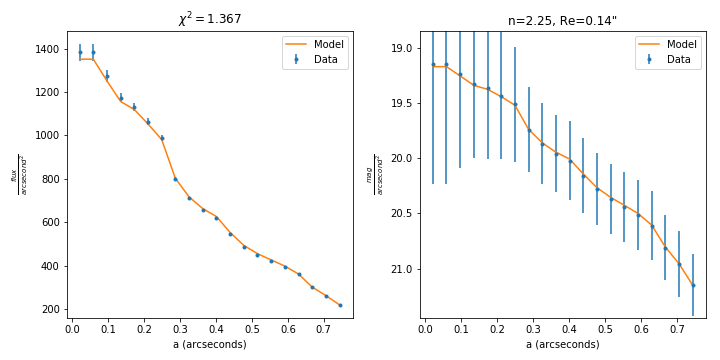 χ² = 1.367
1400
1200
1000
800
600
400
200
flux
arcsecond²
0.0 0.1 0.2 0.3 0.4 0.5 0.6 0.7
a (arcseconds)
Model
Data
n=2.25, Re=0.14"
19.0
19.5
20.0
20.5
21.0
mag
arcsecond²
0.0 0.1 0.2 0.3 0.4 0.5 0.6 0.7
a (arcseconds)
Model
Data